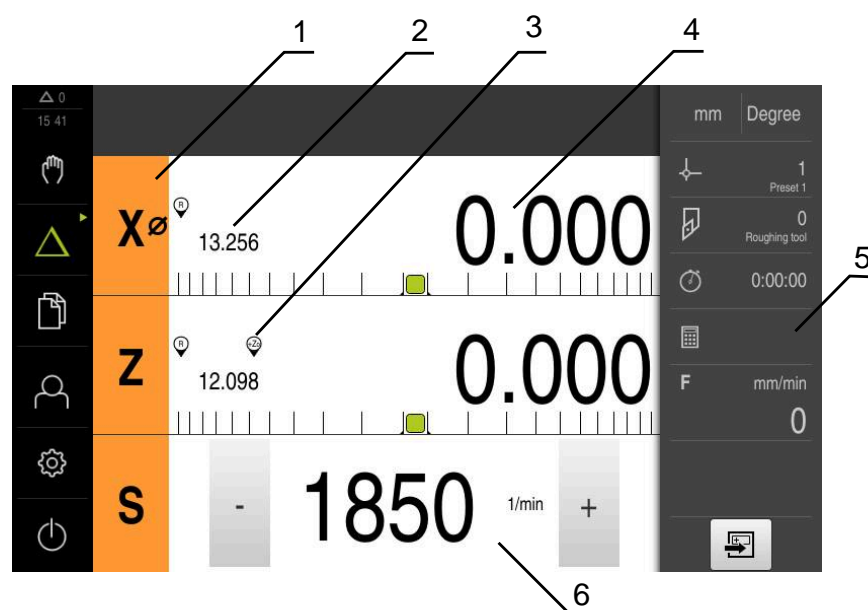 1 2 3 4
△ 0
15 41
mm Degree
1
Preset 1
X⌀
R
13.256
0.000
0
Roughing tool
0:00:00
5
Z
R +Z₀
12.098
0.000
F mm/min
0
S - 1850 1/min +
6